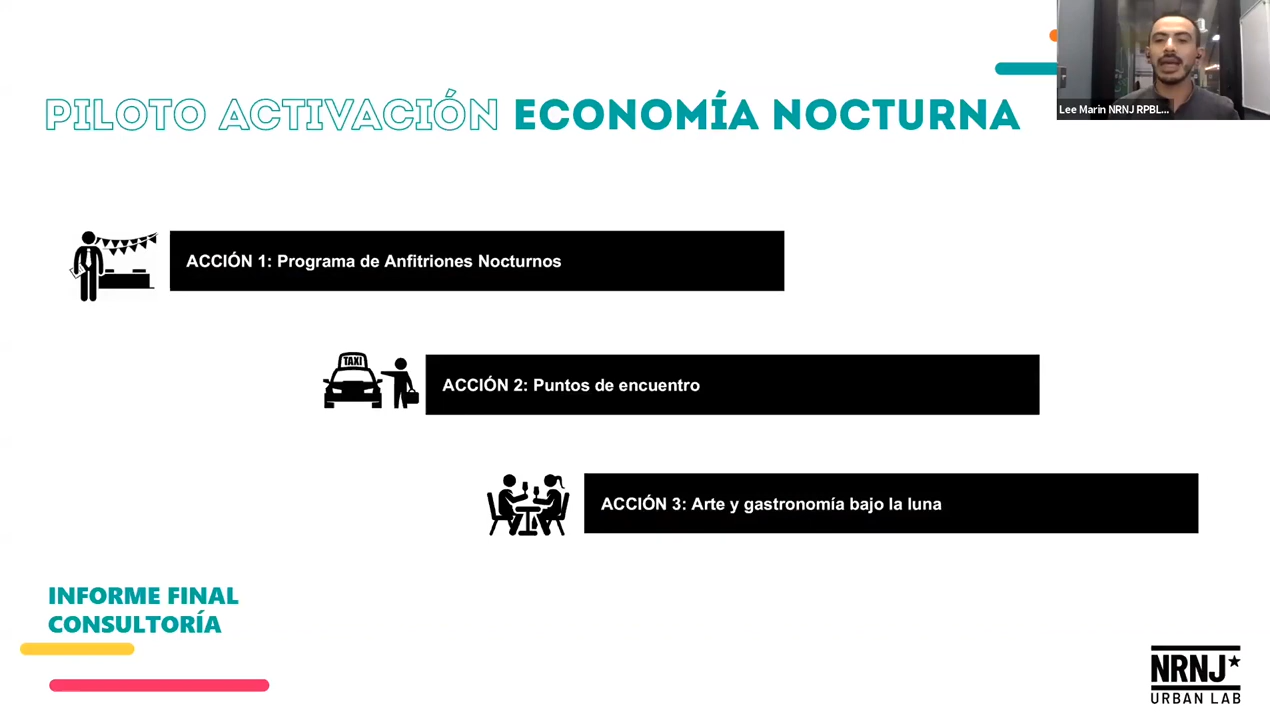 Lee Marin NRNJ RPBL...
PILOTO ACTIVACIÓN ECONOMÍA NOCTURNA
ACCIÓN 1: Programa de Anfitriones Nocturnos
TAXI
ACCIÓN 2: Puntos de encuentro
ACCIÓN 3: Arte y gastronomía bajo la luna
INFORME FINAL
CONSULTORÍA
NRNJ
URBAN LAB